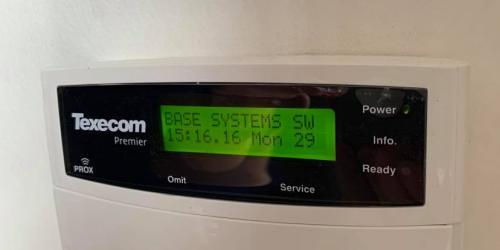 Texecom
Premier
PROX
BASE SYSTEMS SW
15:16.16 Mon 29
Omit
Service
Power
Info.
Ready